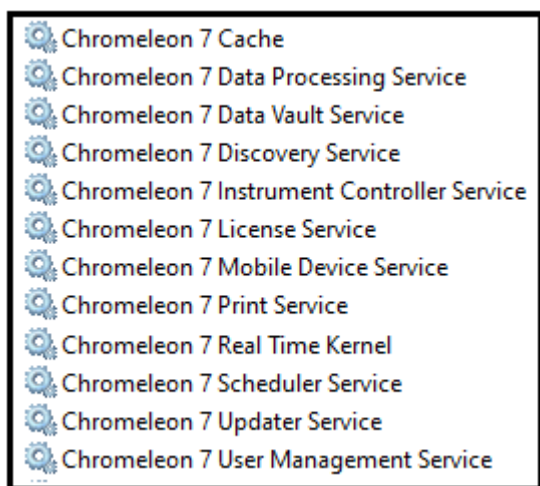 Chromeleon 7 Cache
Chromeleon 7 Data Processing Service
Chromeleon 7 Data Vault Service
Chromeleon 7 Discovery Service
Chromeleon 7 Instrument Controller Service
Chromeleon 7 License Service
Chromeleon 7 Mobile Device Service
Chromeleon 7 Print Service
Chromeleon 7 Real Time Kernel
Chromeleon 7 Scheduler Service
Chromeleon 7 Updater Service
Chromeleon 7 User Management Service